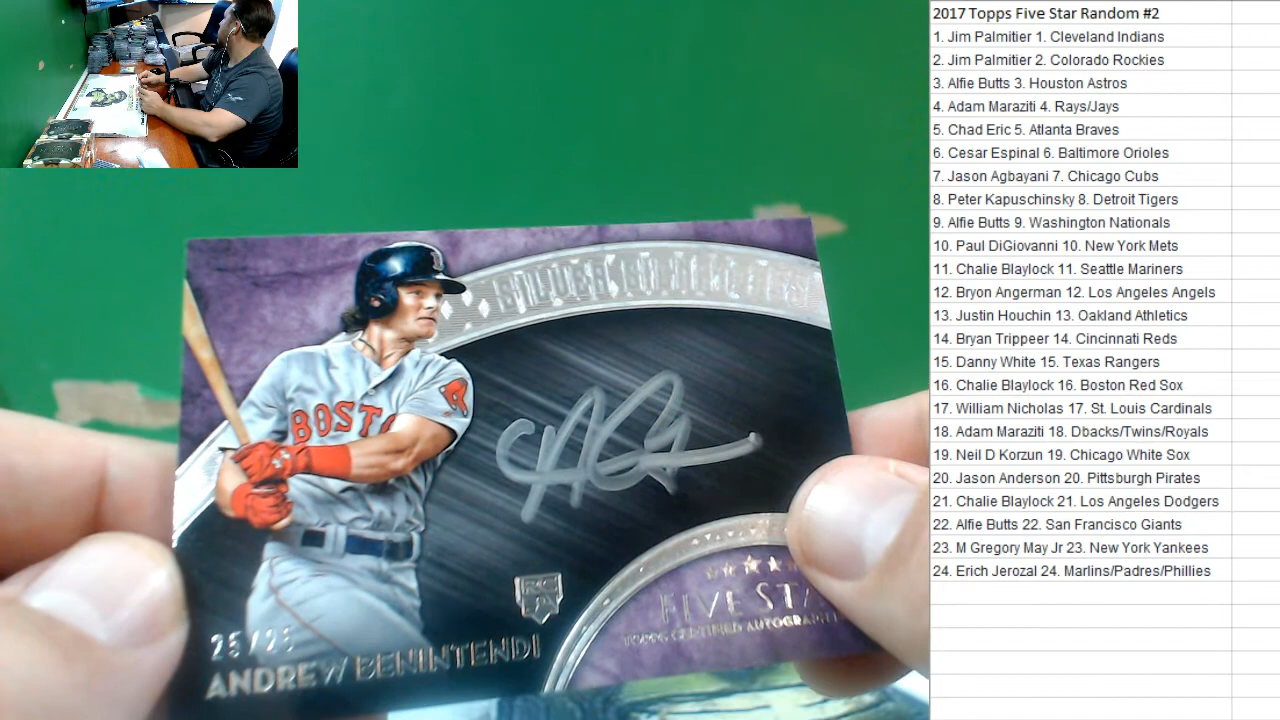 SILVER SIGNATURES
BOSTO
25/25
ANDREW BENINTENDI
RC
FIVE STA
TOPPS CERTIFIED AUTOGRAPH
2017 Topps Five Star Random #2
1. Jim Palmitier 1. Cleveland Indians
2. Jim Palmitier 2. Colorado Rockies
3. Alfie Butts 3. Houston Astros
4. Adam Maraziti 4. Rays/Jays
5. Chad Eric 5. Atlanta Braves
6. Cesar Espinal 6. Baltimore Orioles
7. Jason Agbayani 7. Chicago Cubs
8. Peter Kapuschinsky 8. Detroit Tigers
9. Alfie Butts 9. Washington Nationals
10. Paul DiGiovanni 10. New York Mets
11. Chalie Blaylock 11. Seattle Mariners
12. Bryon Angerman 12. Los Angeles Angels
13. Justin Houchin 13. Oakland Athletics
14. Bryan Trippeer 14. Cincinnati Reds
15. Danny White 15. Texas Rangers
16. Chalie Blaylock 16. Boston Red Sox
17. William Nicholas 17. St. Louis Cardinals
18. Adam Maraziti 18. Dbacks/Twins/Royals
19. Neil D Korzun 19. Chicago White Sox
20. Jason Anderson 20. Pittsburgh Pirates
21. Chalie Blaylock 21. Los Angeles Dodgers
22. Alfie Butts 22. San Francisco Giants
23. M Gregory May Jr 23. New York Yankees
24. Erich Jerozal 24. Marlins/Padres/Phillies